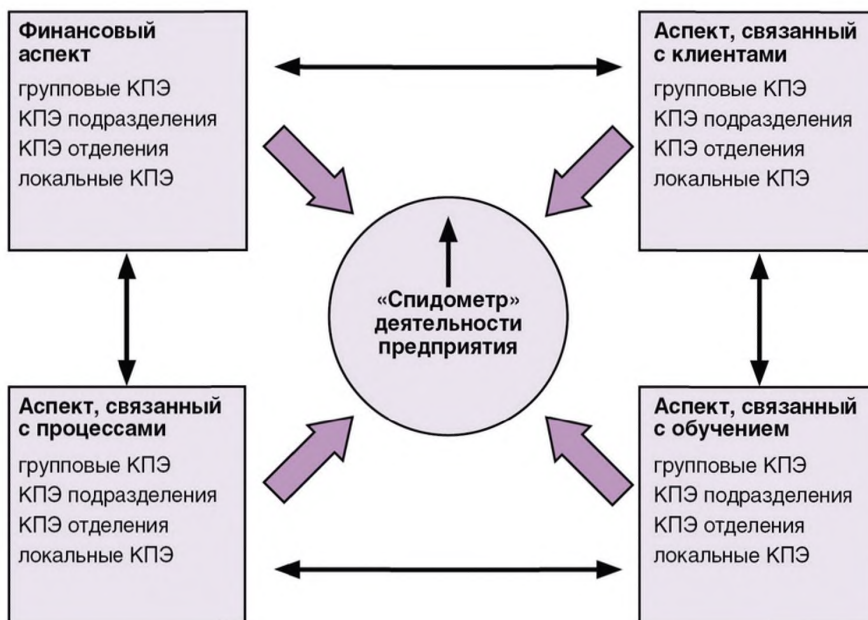 Финансовый
аспект
групповые КПЭ
КПЭ подразделения
КПЭ отделения
локальные КПЭ
Аспект, связанный
с клиентами
групповые КПЭ
КПЭ подразделения
КПЭ отделения
локальные КПЭ
«Спидометр»
деятельности
предприятия
Аспект, связанный
с процессами
групповые КПЭ
КПЭ подразделения
КПЭ отделения
локальные КПЭ
Аспект, связанный
с обучением
групповые КПЭ
КПЭ подразделения
КПЭ отделения
локальные КПЭ